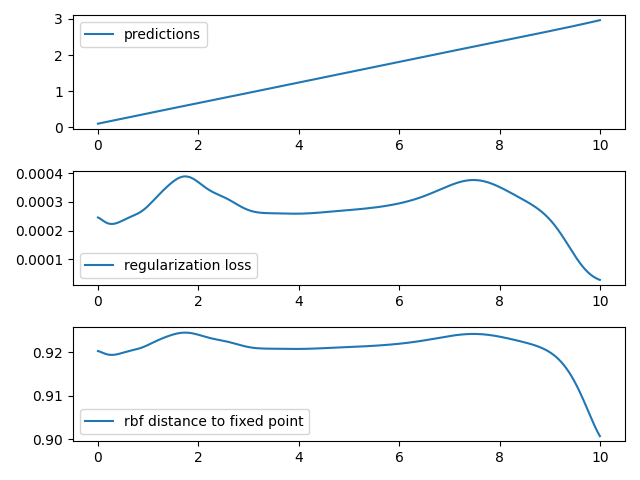 3
2
1
0
predictions
0 2 4 6 8 10
0.0004
0.0003
0.0002
0.0001
regularization loss
0 2 4 6 8 10
0.92
0.91
0.90
rbf distance to fixed point
0 2 4 6 8 10